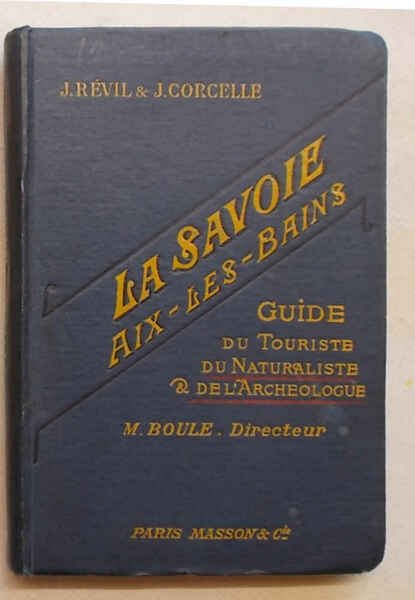 J. RÉVIL & J. CORCELLE
LA SAVOIE
AIX-LES-BAINS
GUIDE
DU TOURISTE
DU NATURALISTE
& DE L'ARCHEOLOGUE
M. BOULE. Directeur
PARIS MASSON & Cie